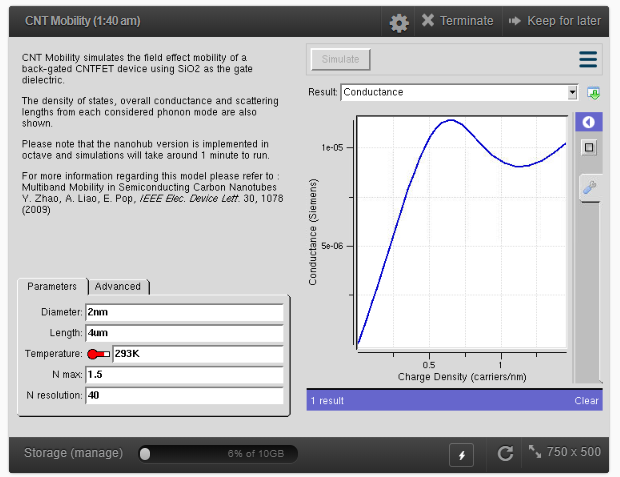 CNT Mobility (1:40 am)
Terminate
Keep for later
CNT Mobility simulates the field effect mobility of a
back-gated CNTFET device using SiO2 as the gate
dielectric.
The density of states, overall conductance and scattering
lengths from each considered phonon mode are also
shown.
Please note that the nanohub version is implemented in
octave and simulations will take around 1 minute to run.
For more information regarding this model please refer to :
Multiband Mobility in Semiconducting Carbon Nanotubes
Y. Zhao, A. Liao, E. Pop, IEEE Elec. Device Lett. 30, 1078
(2009)
Parameters
Advanced
Diameter: 2nm
Length: 4um
Temperature: 293K
N max: 1.5
N resolution: 40
Simulate
Result: Conductance
Conductance (Siemens)
1e-05
5e-06
0.5
1
Charge Density (carriers/nm)
1 result
Clear
Storage (manage)
6% of 10GB
750 x 500